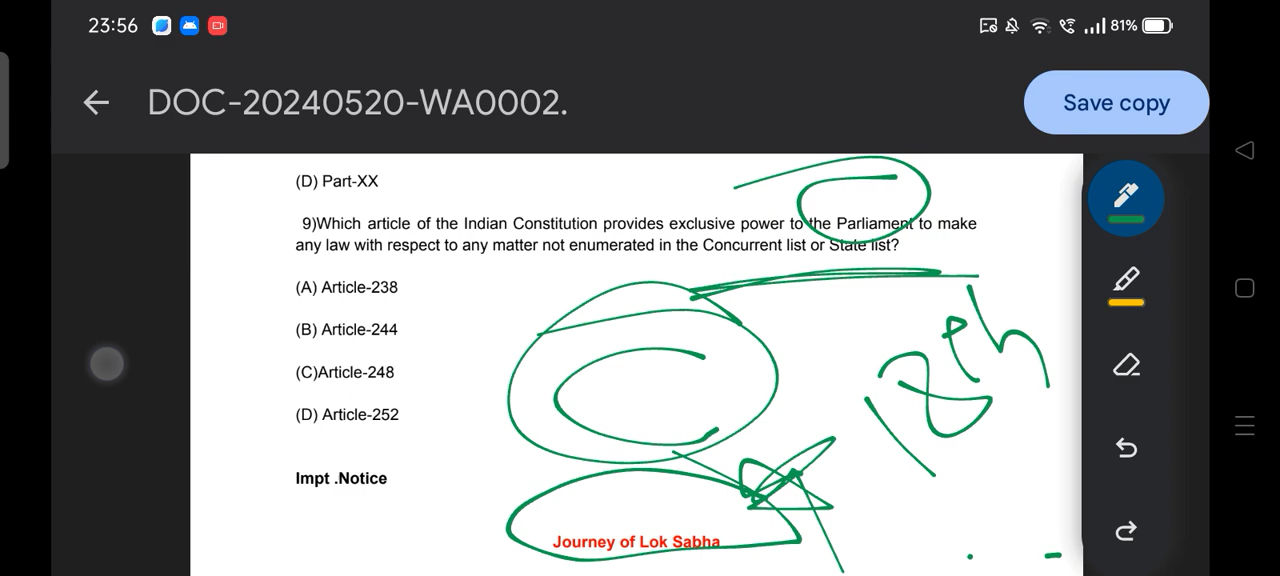 23:56
81%
DOC-20240520-WA0002.
Save copy
(D) Part-XX
9)Which article of the Indian Constitution provides exclusive power to the Parliament to make
any law with respect to any matter not enumerated in the Concurrent list or State list?
(A) Article-238
(B) Article-244
(C)Article-248
(D) Article-252
18th
Impt .Notice
Journey of Lok Sabha